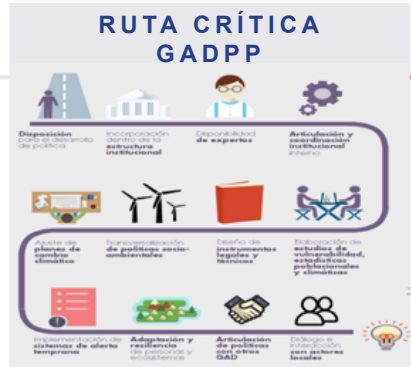 RUTA CRÍTICA
GADPP
Disposición
para el desarrollo
de política
Incorporación
dentro de la
estructura
institucional
Disponibilidad
de expertos
Articulación y
coordinación
institucional
interna
Ajuste de
planes de
cambio
climático
Transversalización
de políticas socio-
ambientales
Diseño de
instrumentos
legales y
técnicos
Elaboración de
estudios de
vulnerabilidad,
estadísticas
poblacionales
y climáticas
Implementación de
sistemas de alerta
temprana
Adaptación y
resiliencia
de personas y
ecosistemas
Articulación
de políticas
con otros
GAD
Diálogo e
interacción
con actores
locales